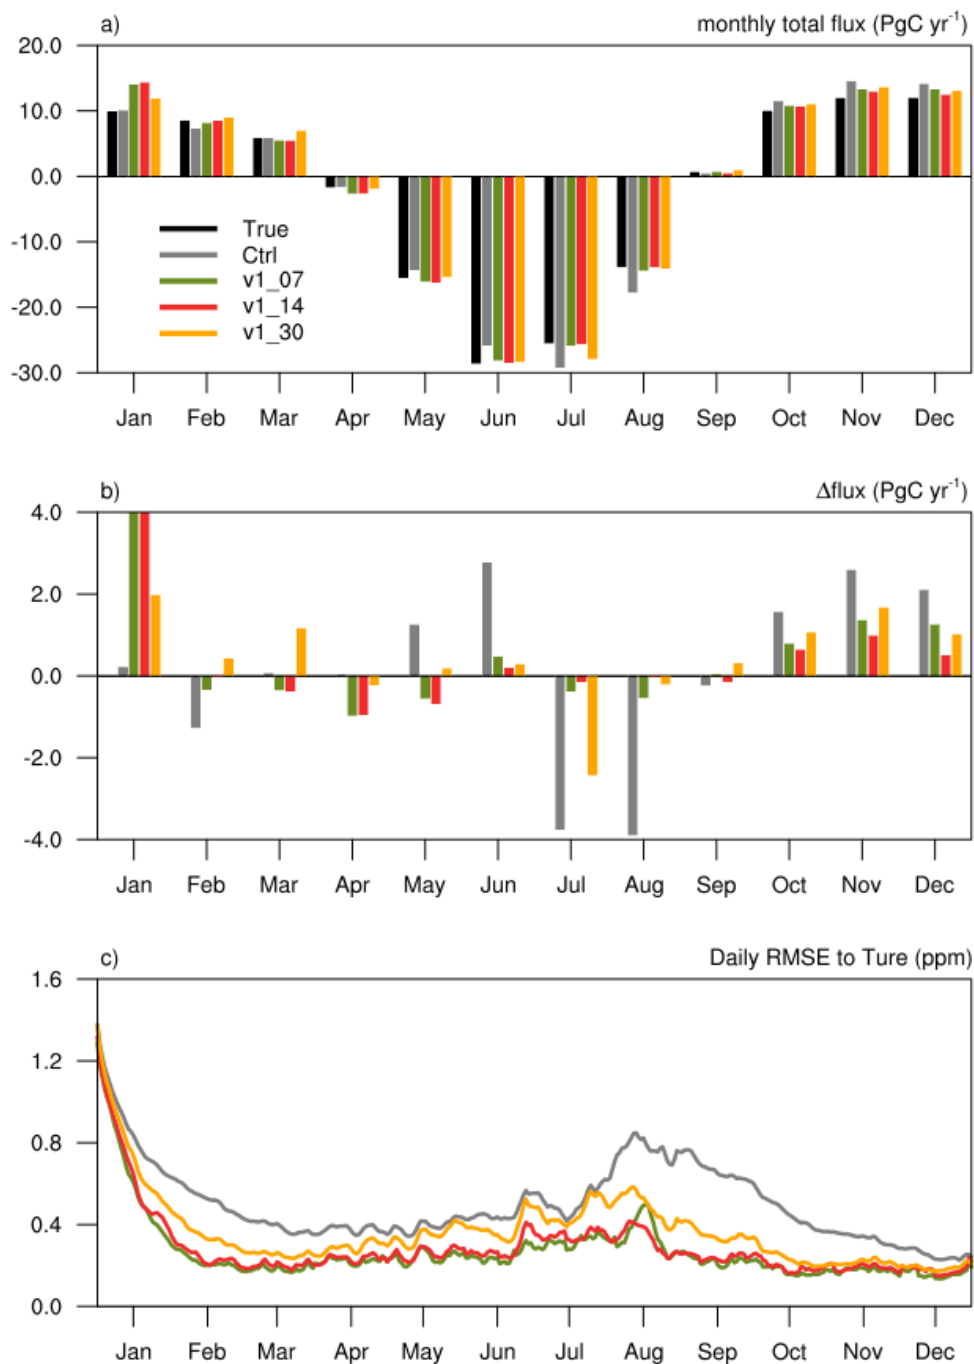 a) monthly total flux (PgC yr⁻¹)
20.0
10.0
0.0
-10.0
-20.0
-30.0
True
Ctrl
v1_07
v1_14
v1_30
Jan Feb Mar Apr May Jun Jul Aug Sep Oct Nov Dec
b) Δflux (PgC yr⁻¹)
4.0
2.0
0.0
-2.0
-4.0
Jan Feb Mar Apr May Jun Jul Aug Sep Oct Nov Dec
c) Daily RMSE to Ture (ppm)
1.6
1.2
0.8
0.4
0.0
Jan Feb Mar Apr May Jun Jul Aug Sep Oct Nov Dec